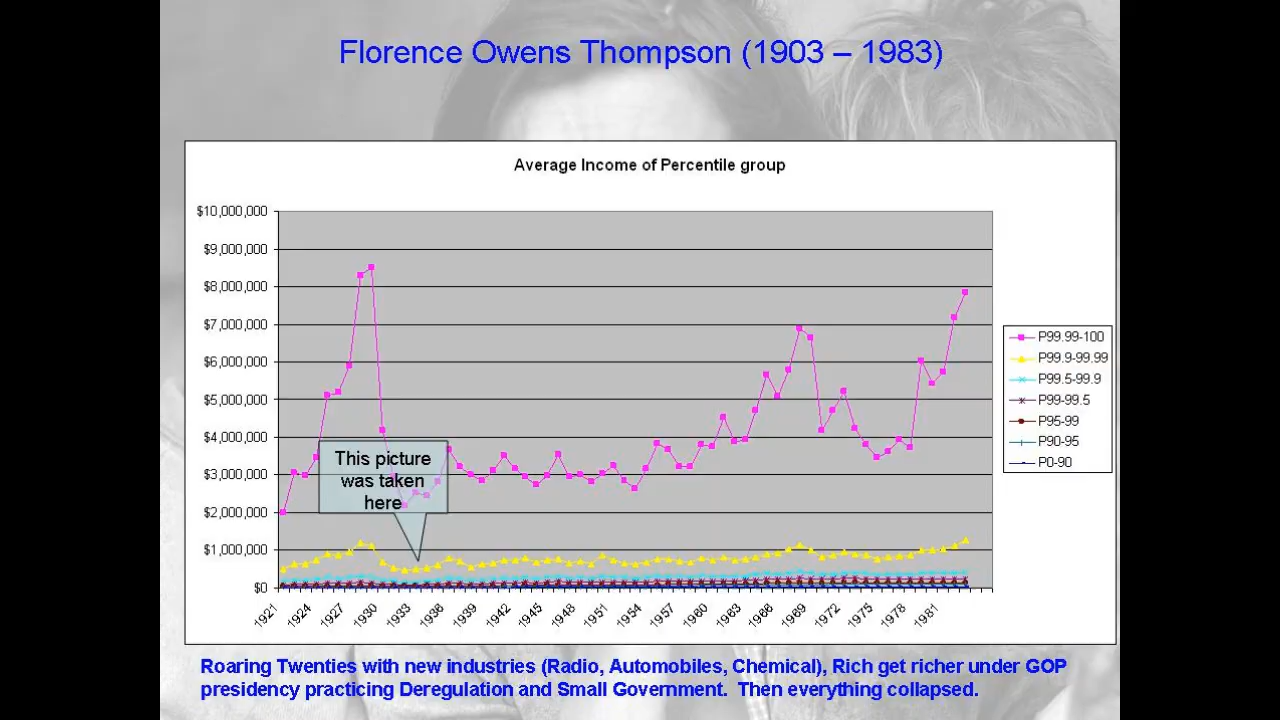 Florence Owens Thompson (1903 – 1983)
Average Income of Percentile group
$10,000,000
$9,000,000
$8,000,000
$7,000,000
$6,000,000
$5,000,000
$4,000,000
$3,000,000
$2,000,000
$1,000,000
$0
This picture
was taken
here
1921
1924
1927
1930
1933
1936
1939
1942
1945
1948
1951
1954
1957
1960
1963
1966
1969
1972
1975
1978
1981
P99.99-100
P99.9-99.99
P99.5-99.9
P99-99.5
P95-99
P90-95
P0-90
Roaring Twenties with new industries (Radio, Automobiles, Chemical), Rich get richer under GOP
presidency practicing Deregulation and Small Government.  Then everything collapsed.